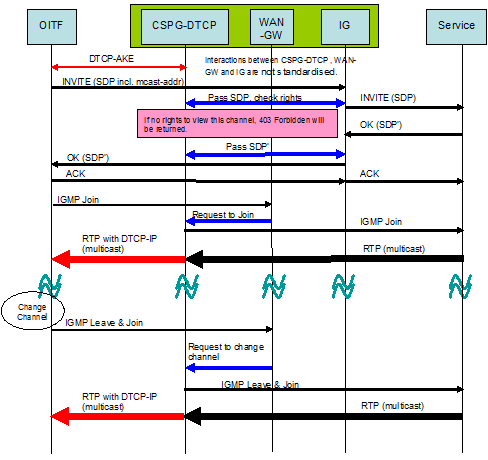 OITF
CSPG-DTCP
WAN
-GW
IG
Service
DTCP-AKE
Interactions between CSPG-DTCP , WAN-
GW and IG are not standardised.
INVITE (SDP incl. mcast-addr)
Pass SDP, check rights
INVITE (SDP)
If no rights to view this channel, 403 Forbidden will
be returned.
OK (SDP')
Pass SDP'
OK (SDP')
ACK
ACK
IGMP Join
Request to Join
IGMP Join
RTP with DTCP-IP
(multicast)
RTP (multicast)
Change
Channel
IGMP Leave & Join
Request to change
channel
IGMP Leave & Join
RTP with DTCP-IP
(multicast)
RTP (multicast)